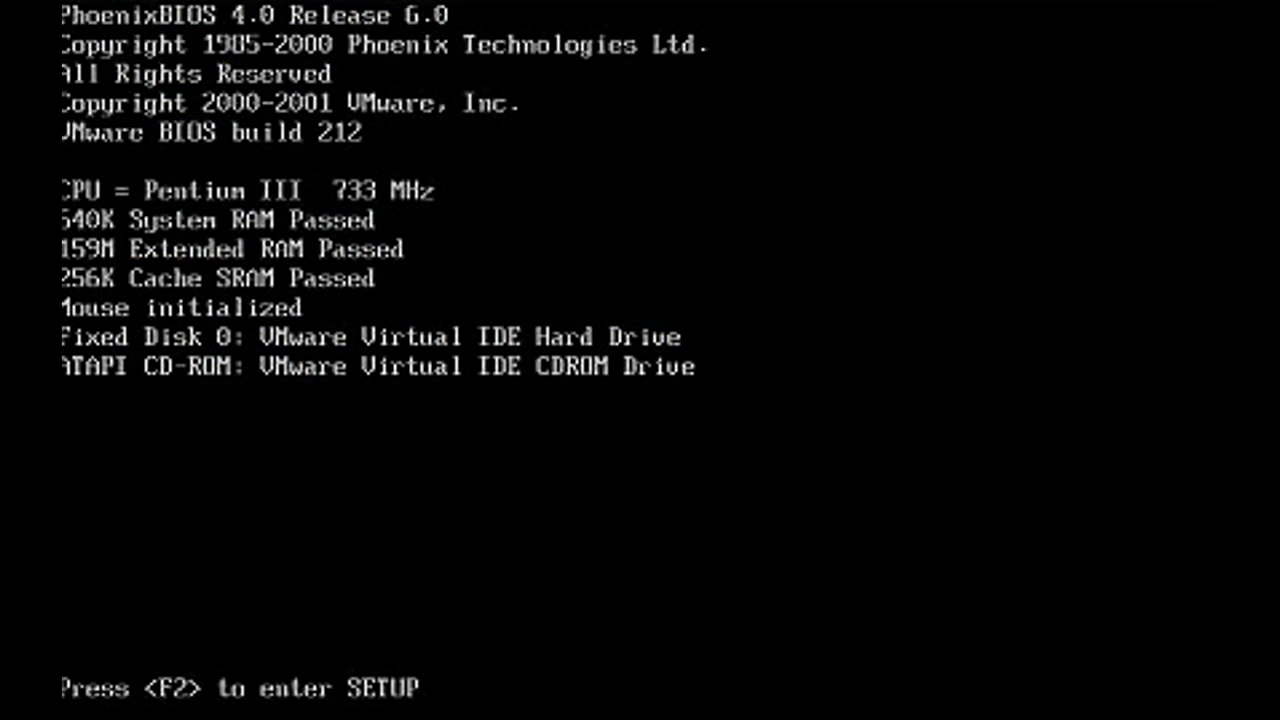 PhoenixBIOS 4.0 Release 6.0
Copyright 1985-2000 Phoenix Technologies Ltd.
All Rights Reserved
Copyright 2000-2001 VMware, Inc.
VMware BIOS build 212
CPU = Pentium III 733 MHz
640K System RAM Passed
159M Extended RAM Passed
256K Cache SRAM Passed
Mouse initialized
Fixed Disk 0: VMware Virtual IDE Hard Drive
ATAPI CD-ROM: VMware Virtual IDE CDROM Drive
Press <F2> to enter SETUP